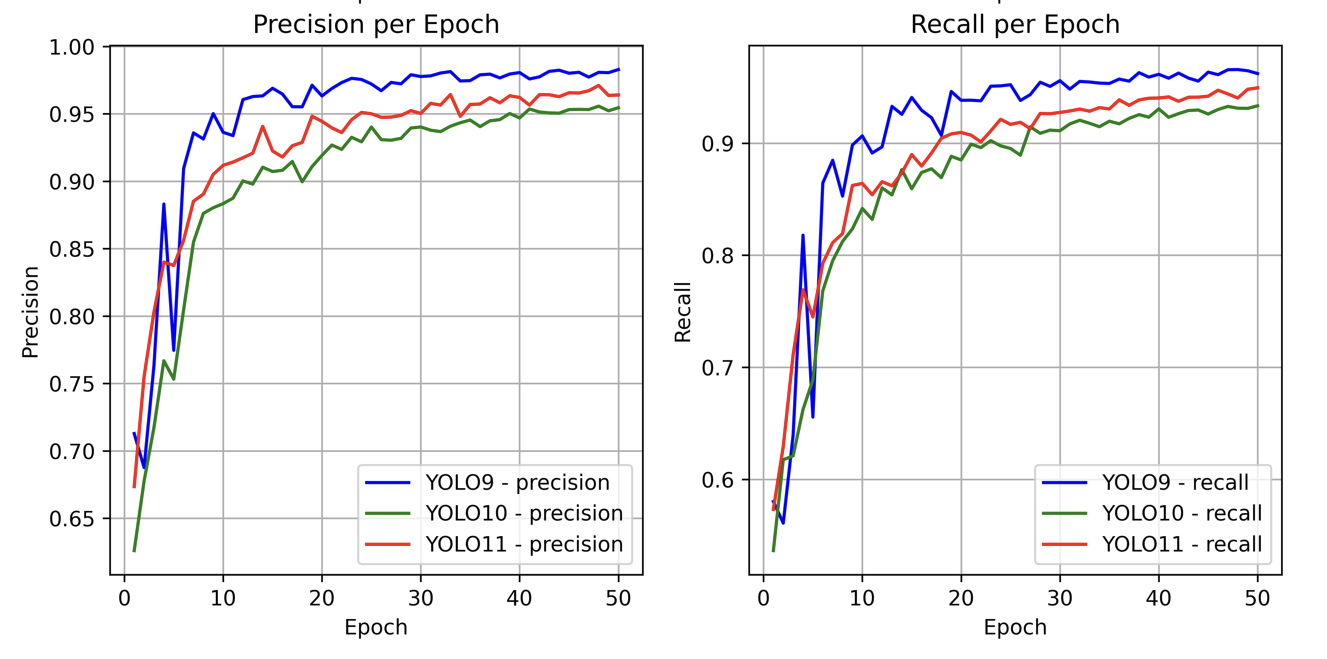 Precision per Epoch
1.00
0.95
0.90
0.85
0.80
0.75
0.70
0.65
Precision
0
10
20
30
40
50
Epoch
YOLO9 - precision
YOLO10 - precision
YOLO11 - precision
Recall per Epoch
0.9
0.8
0.7
0.6
Recall
0
10
20
30
40
50
Epoch
YOLO9 - recall
YOLO10 - recall
YOLO11 - recall